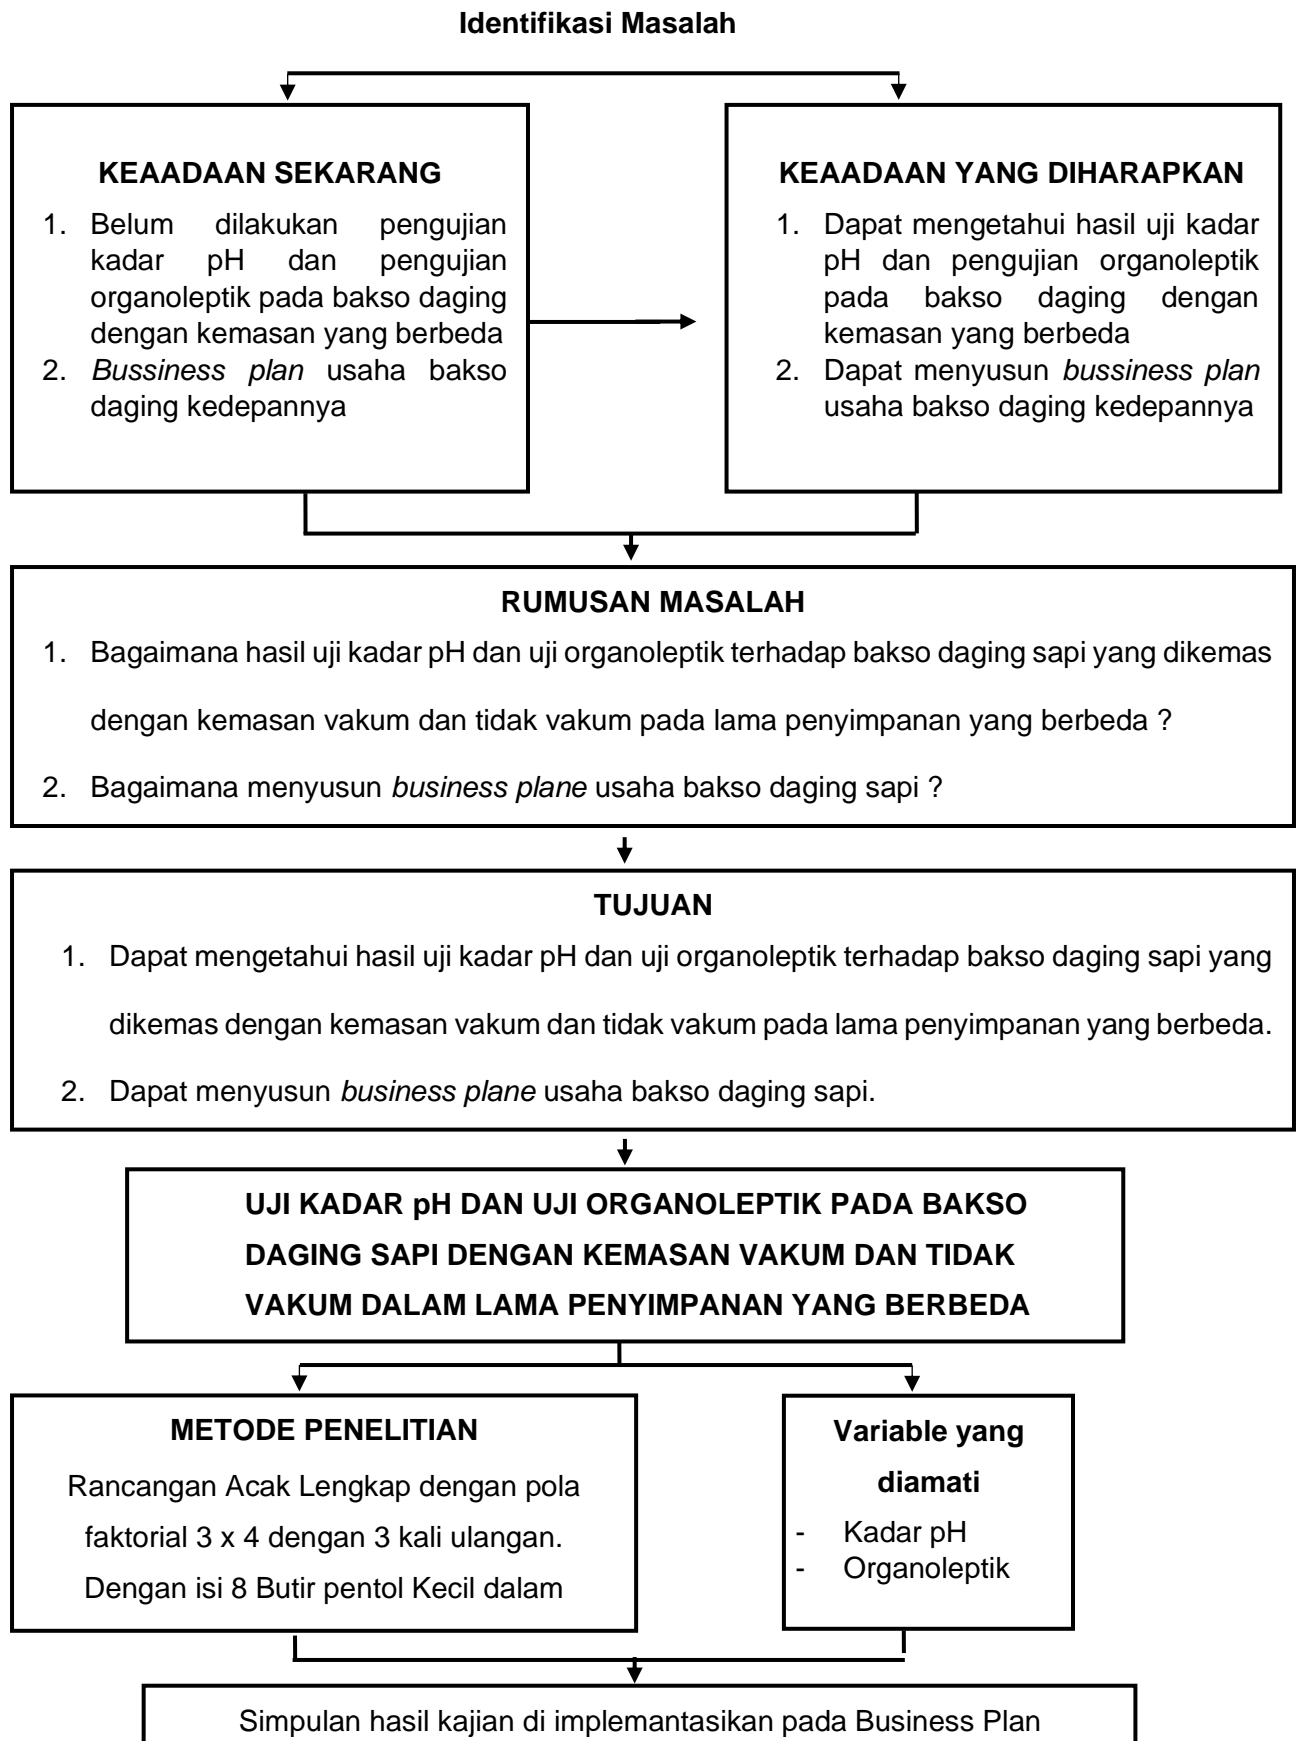 Identifikasi Masalah
KEAADAAN SEKARANG
1. Belum dilakukan pengujian
kadar pH dan pengujian
organoleptik pada bakso daging
dengan kemasan yang berbeda
2. Bussiness plan usaha bakso
daging kedepannya
KEAADAAN YANG DIHARAPKAN
1. Dapat mengetahui hasil uji kadar
pH dan pengujian organoleptik
pada bakso daging dengan
kemasan yang berbeda
2. Dapat menyusun bussiness plan
usaha bakso daging kedepannya
RUMUSAN MASALAH
1. Bagaimana hasil uji kadar pH dan uji organoleptik terhadap bakso daging sapi yang dikemas
dengan kemasan vakum dan tidak vakum pada lama penyimpanan yang berbeda ?
2. Bagaimana menyusun business plane usaha bakso daging sapi ?
TUJUAN
1. Dapat mengetahui hasil uji kadar pH dan uji organoleptik terhadap bakso daging sapi yang
dikemas dengan kemasan vakum dan tidak vakum pada lama penyimpanan yang berbeda.
2. Dapat menyusun business plane usaha bakso daging sapi.
UJI KADAR pH DAN UJI ORGANOLEPTIK PADA BAKSO
DAGING SAPI DENGAN KEMASAN VAKUM DAN TIDAK
VAKUM DALAM LAMA PENYIMPANAN YANG BERBEDA
METODE PENELITIAN
Rancangan Acak Lengkap dengan pola
faktorial 3 x 4 dengan 3 kali ulangan.
Dengan isi 8 Butir pentol Kecil dalam
Variable yang
diamati
- Kadar pH
- Organoleptik
Simpulan hasil kajian di implemantasikan pada Business Plan